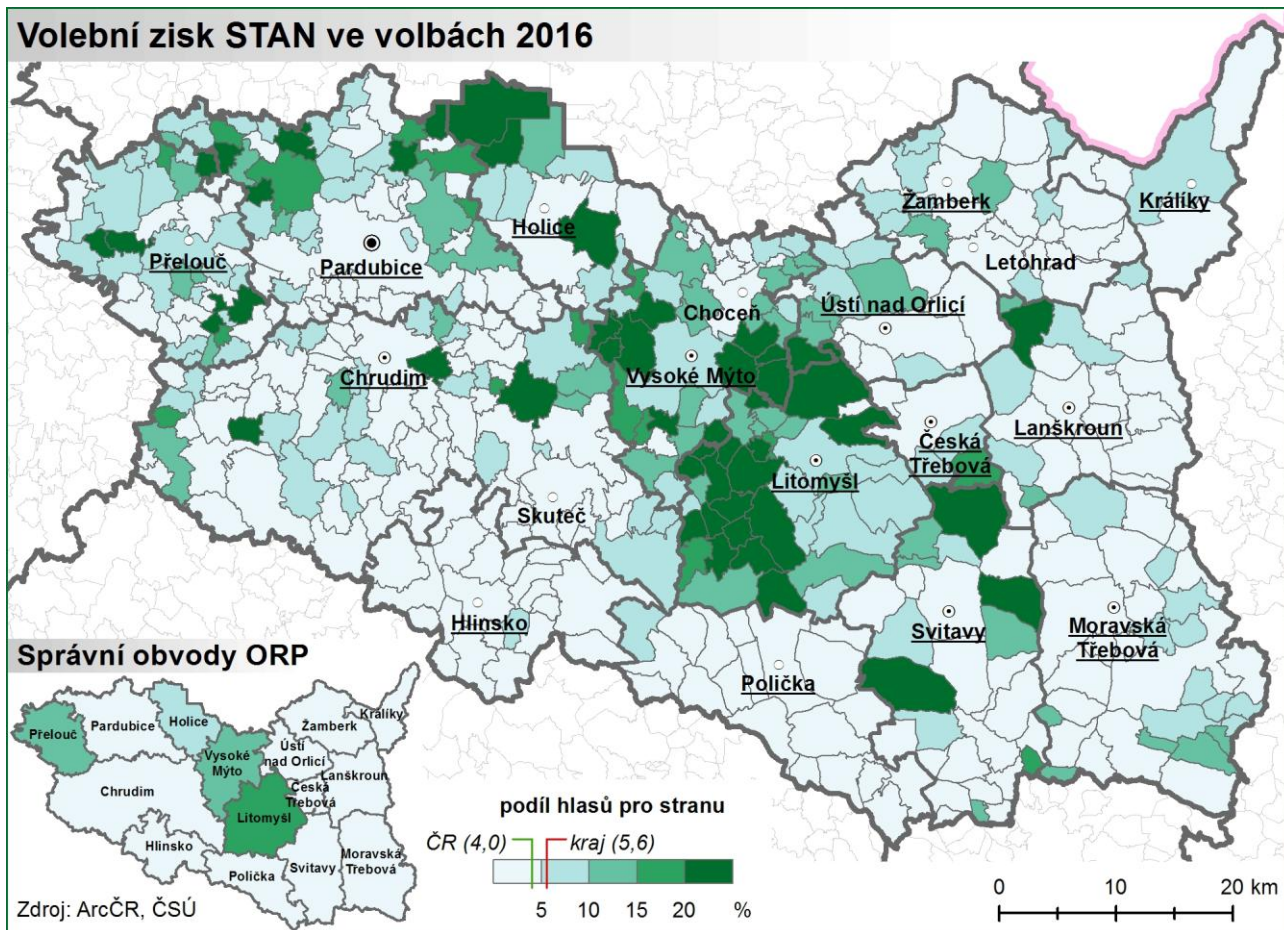 Volební zisk STAN ve volbách 2016
Žamberk
Králíky
Holice
Přelouč
Pardubice
Letohrad
Choceň
Ústí nad Orlicí
Chrudim
Vysoké Mýto
Lanškroun
Česká
Třebová
Litomyšl
Skuteč
Hlinsko
Svitavy
Moravská
Třebová
Polička
Správní obvody ORP
Přelouč
Pardubice
Holice
Žamberk
Králíky
Vysoké
Mýto
Ústí
nad Orlicí
Lanškroun
Česká
Třebová
Chrudim
Litomyšl
Hlinsko
Polička
Svitavy
Moravská
Třebová
podíl hlasů pro stranu
ČR (4,0)
kraj (5,6)
5 10 15 20 %
0 10 20 km
Zdroj: ArcČR, ČSÚ